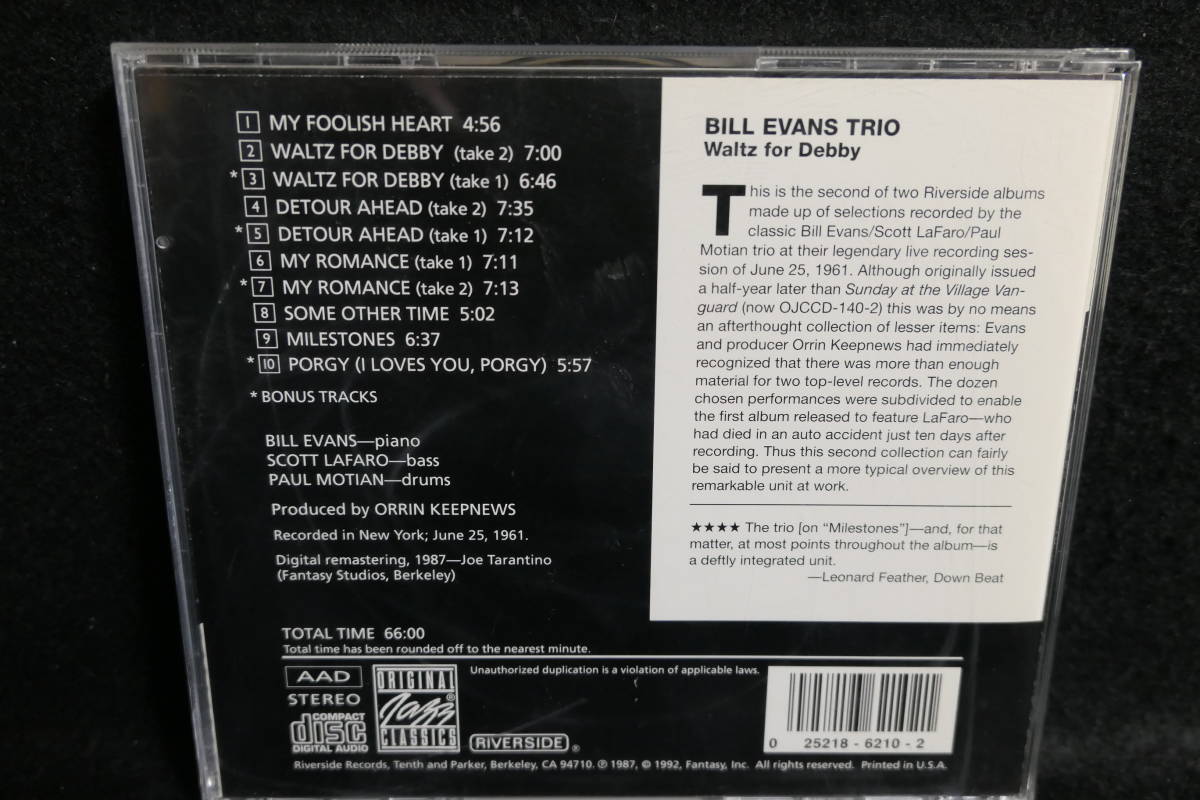 1 MY FOOLISH HEART 4:56
2 WALTZ FOR DEBBY (take 2) 7:00
* 3 WALTZ FOR DEBBY (take 1) 6:46
4 DETOUR AHEAD (take 2) 7:35
* 5 DETOUR AHEAD (take 1) 7:12
6 MY ROMANCE (take 1) 7:11
* 7 MY ROMANCE (take 2) 7:13
8 SOME OTHER TIME 5:02
9 MILESTONES 6:37
* 10 PORGY (I LOVES YOU, PORGY) 5:57
* BONUS TRACKS
BILL EVANS—piano
SCOTT LAFARO—bass
PAUL MOTIAN—drums
Produced by ORRIN KEEPNEWS
Recorded in New York; June 25, 1961.
Digital remastering, 1987—Joe Tarantino
(Fantasy Studios, Berkeley)
BILL EVANS TRIO
Waltz for Debby
This is the second of two Riverside albums
made up of selections recorded by the
classic Bill Evans/Scott LaFaro/Paul
Motian trio at their legendary live recording ses-
sion of June 25, 1961. Although originally issued
a half-year later than Sunday at the Village Van-
guard (now OJCCD-140-2) this was by no means
an afterthought collection of lesser items: Evans
and producer Orrin Keepnews had immediately
recognized that there was more than enough
material for two top-level records. The dozen
chosen performances were subdivided to enable
the first album released to feature LaFaro—who
had died in an auto accident just ten days after
recording. Thus this second collection can fairly
be said to present a more typical overview of this
remarkable unit at work.
★★★★ The trio [on "Milestones"]—and, for that
matter, at most points throughout the album—is
a deftly integrated unit.
—Leonard Feather, Down Beat
TOTAL TIME 66:00
Total time has been rounded off to the nearest minute.
AAD
STEREO
COMPACT
disc
DIGITAL AUDIO
ORIGINAL
Jazz®
CLASSICS
Unauthorized duplication is a violation of applicable laws.
RIVERSIDE®
0 25218 - 6210 - 2
Riverside Records, Tenth and Parker, Berkeley, CA 94710. ℗ 1987, © 1992, Fantasy, Inc. All rights reserved. Printed in U.S.A.